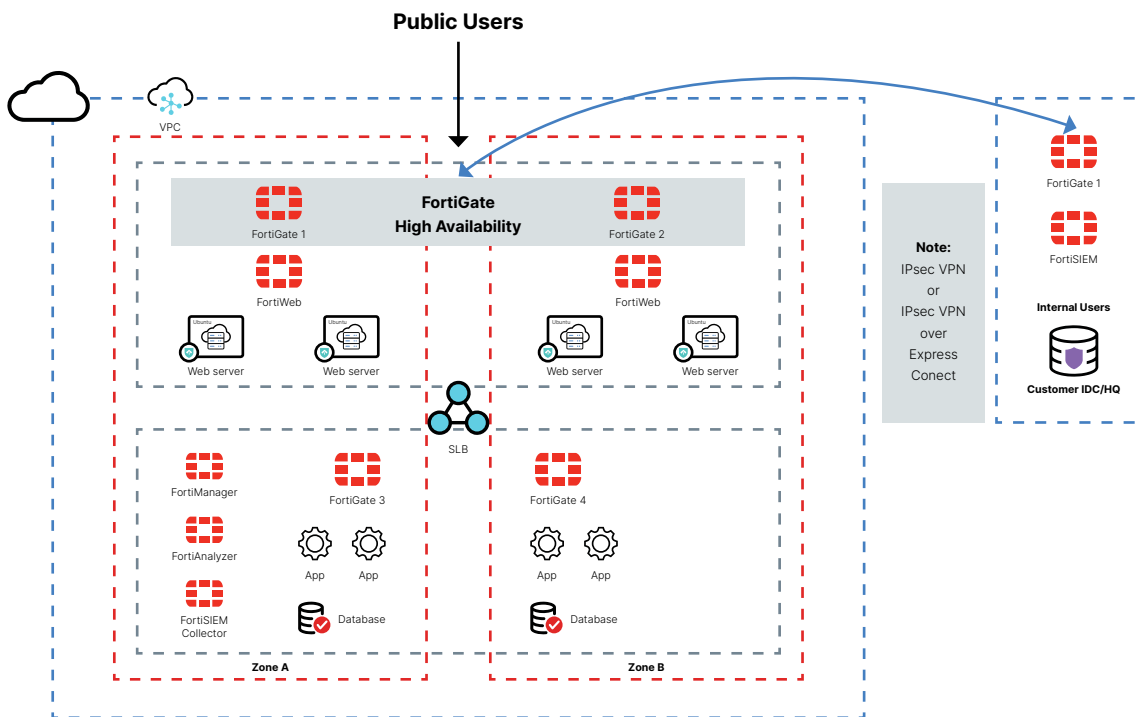 Public Users
VPC
FortiGate
High Availability
FortiGate 1
FortiGate 2
FortiWeb
FortiWeb
Ubuntu
Ubuntu
Ubuntu
Ubuntu
Web server
Web server
Web server
Web server
SLB
FortiManager
FortiGate 3
FortiGate 4
FortiAnalyzer
App
App
App
App
FortiSIEM
Collector
Database
Database
Zone A
Zone B
Note:
IPsec VPN
or
IPsec VPN
over
Express
Conect
FortiGate 1
FortiSIEM
Internal Users
Customer IDC/HQ